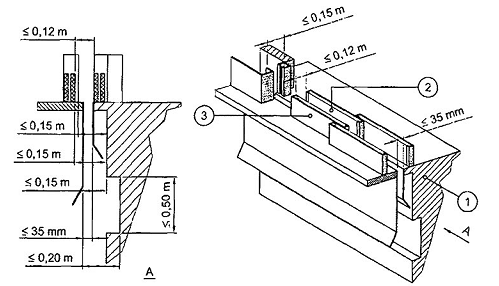 ≤ 0,12 m
≤ 0,15 m
≤ 0,15 m
≤ 0,15 m
≤ 35 mm
≤ 0,20 m
≤ 0,50 m
A
≤ 0,15 m
≤ 0,12 m
2
3
≤ 35 mm
1
A